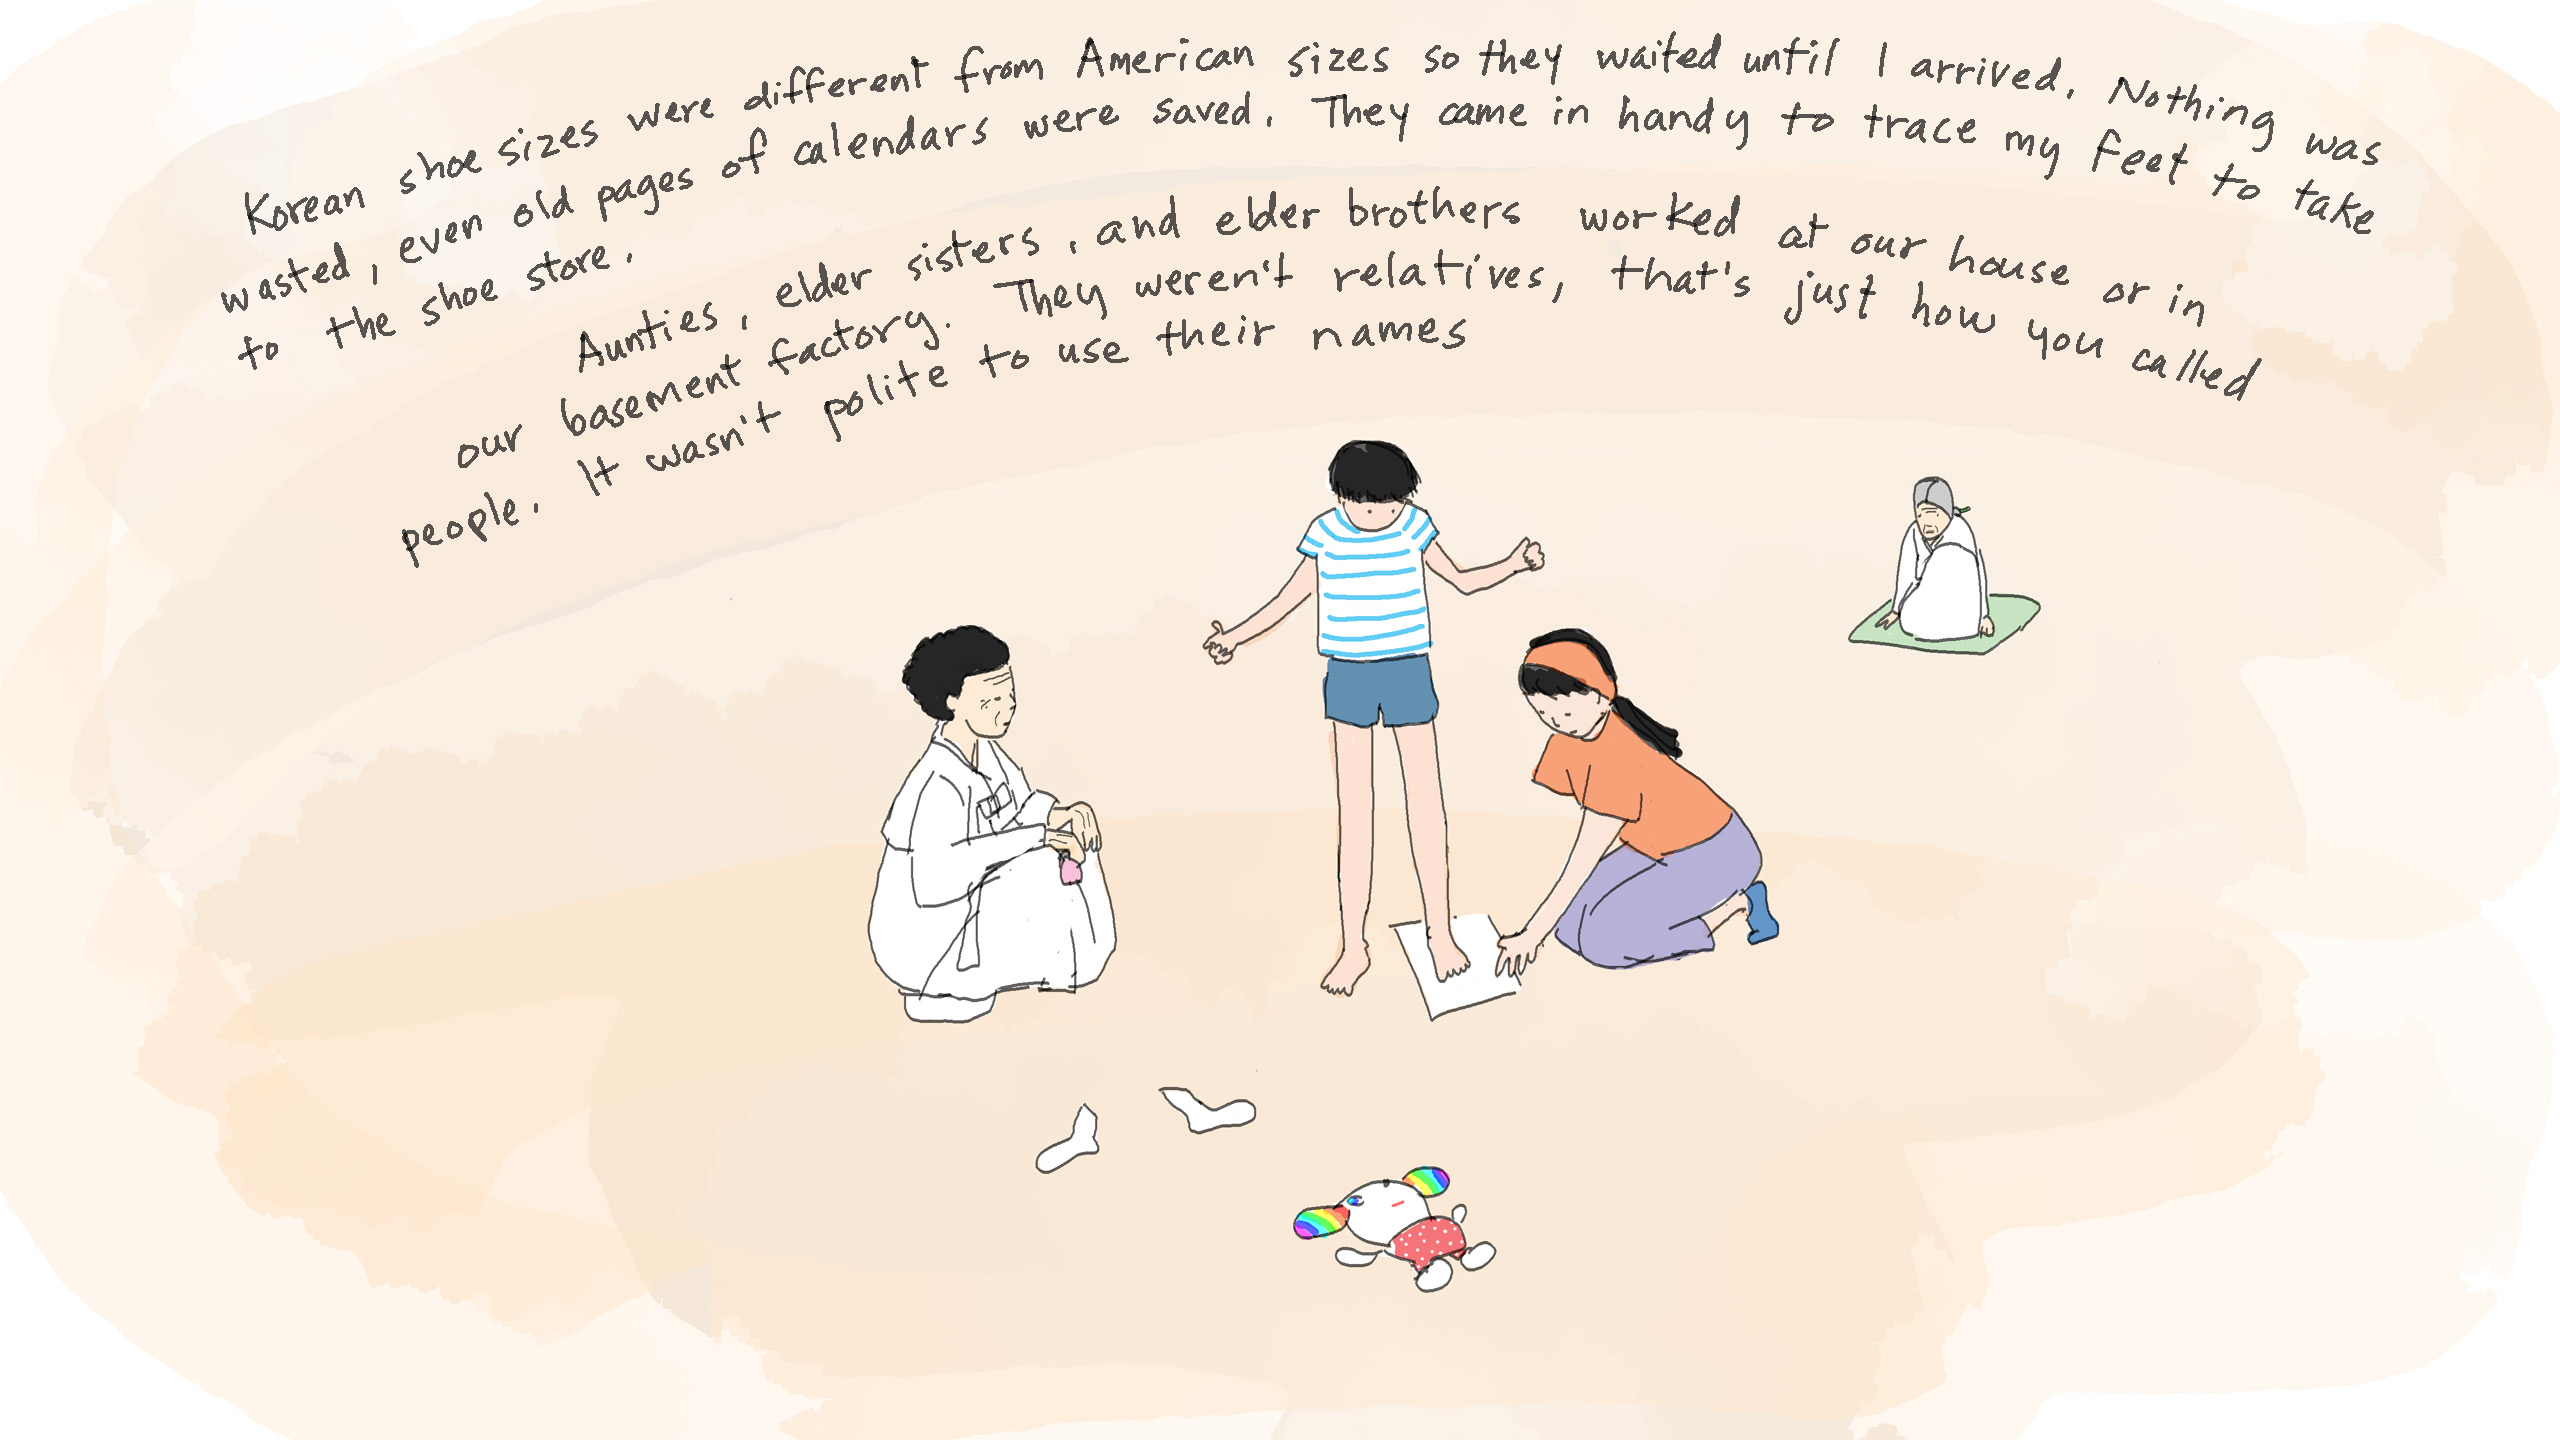 Korean shoe sizes were different from American sizes so they waited until I arrived. Nothing was
wasted, even old pages of calendars were saved. They came in handy to trace my feet to take
to the shoe store.
Aunties, elder sisters, and elder brothers worked at our house or in
our basement factory. They weren't relatives, that's just how you called
people. It wasn't polite to use their names